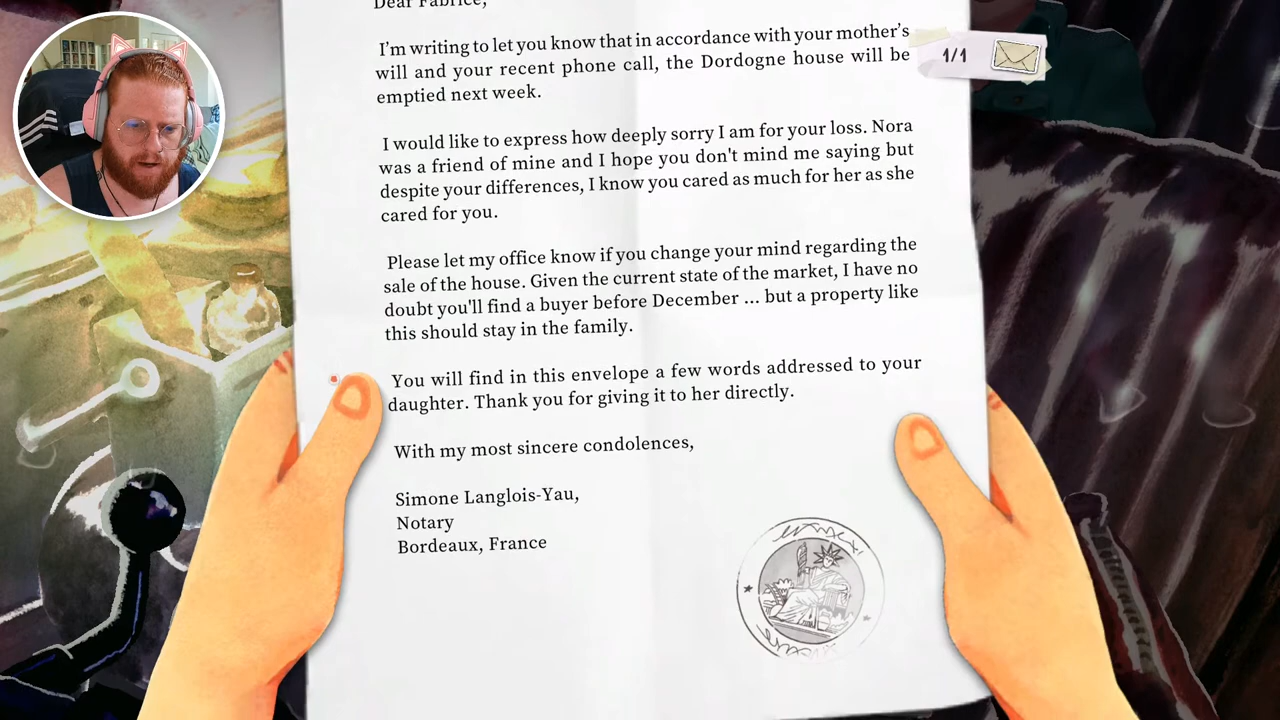 Dear Fabrice,
I'm writing to let you know that in accordance with your mother's
will and your recent phone call, the Dordogne house will be
emptied next week.
I would like to express how deeply sorry I am for your loss. Nora
was a friend of mine and I hope you don't mind me saying but
despite your differences, I know you cared as much for her as she
cared for you.
Please let my office know if you change your mind regarding the
sale of the house. Given the current state of the market, I have no
doubt you'll find a buyer before December ... but a property like
this should stay in the family.
You will find in this envelope a few words addressed to your
daughter. Thank you for giving it to her directly.
With my most sincere condolences,
Simone Langlois-Yau,
Notary
Bordeaux, France
1/1